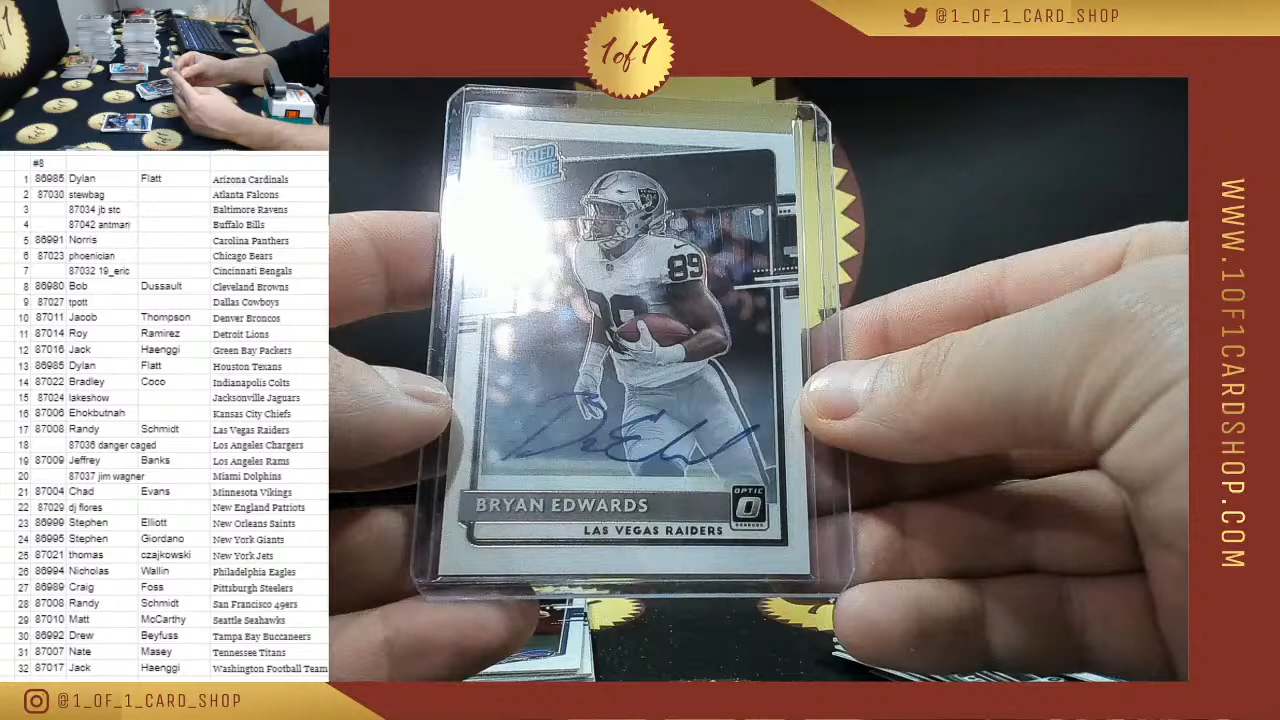 1of1
@1_OF_1_CARD_SHOP
#8
1 86985 Dylan Flatt Arizona Cardinals
2 87030 stewbag Atlanta Falcons
3 87034 jb stc Baltimore Ravens
4 87042 antman Buffalo Bills
5 86991 Norris Carolina Panthers
6 87023 phoenician Chicago Bears
7 87032 19_eric Cincinnati Bengals
8 86980 Bob Dussault Cleveland Browns
9 87027 tpott Dallas Cowboys
10 87011 Jacob Thompson Denver Broncos
11 87014 Roy Ramirez Detroit Lions
12 87016 Jack Haenggi Green Bay Packers
13 86985 Dylan Flatt Houston Texans
14 87022 Bradley Coco Indianapolis Colts
15 87024 lakeshow Jacksonville Jaguars
16 87006 Ehokbutnah Kansas City Chiefs
17 87008 Randy Schmidt Las Vegas Raiders
18 87036 danger caged Los Angeles Chargers
19 87009 Jeffrey Banks Los Angeles Rams
20 87037 jim wagner Miami Dolphins
21 87004 Chad Evans Minnesota Vikings
22 87029 dj flores New England Patriots
23 86999 Stephen Elliott New Orleans Saints
24 86995 Stephen Giordano New York Giants
25 87021 thomas czajkowski New York Jets
26 86994 Nicholas Wallin Philadelphia Eagles
27 86989 Craig Foss Pittsburgh Steelers
28 87008 Randy Schmidt San Francisco 49ers
29 87010 Matt McCarthy Seattle Seahawks
30 86992 Drew Beyfuss Tampa Bay Buccaneers
31 87007 Nate Masey Tennessee Titans
32 87017 Jack Haenggi Washington Football Team
RATED
ROOKIE
89
BRYAN EDWARDS
OPTIC
DONRUSS
LAS VEGAS RAIDERS
WWW.1OF1CARDSHOP.COM
@1_OF_1_CARD_SHOP